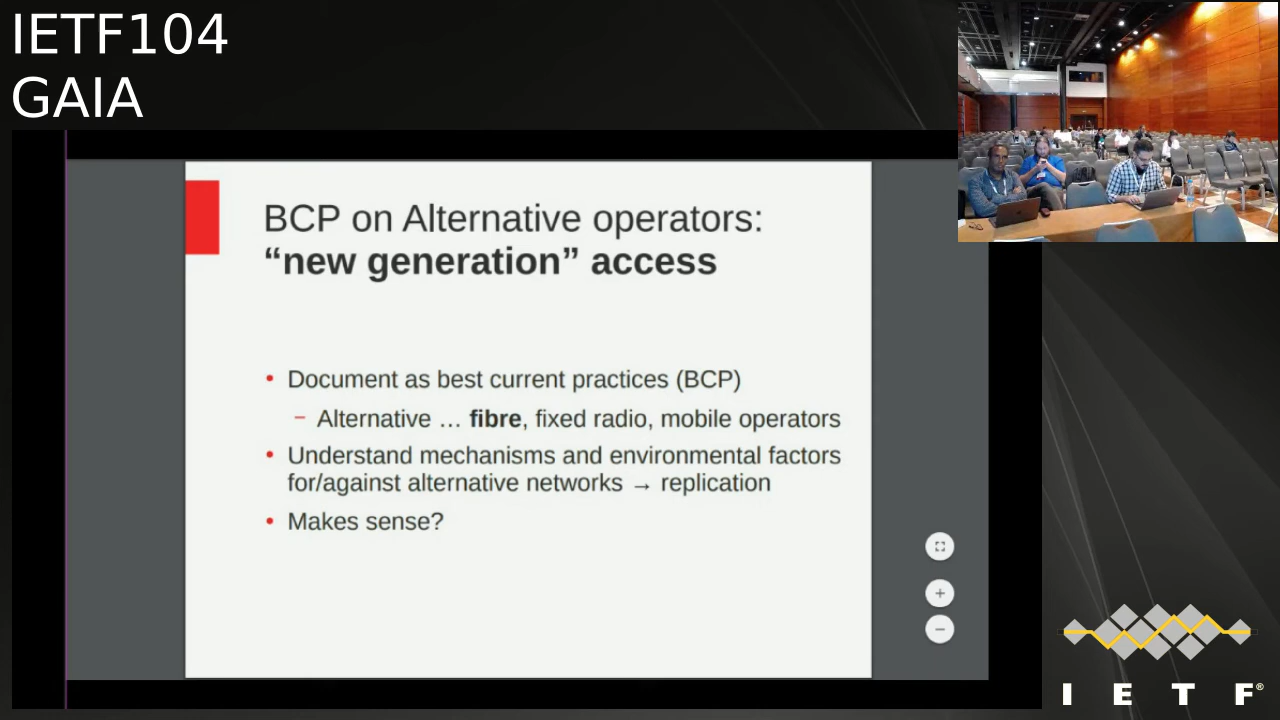 IETF104
GAIA
BCP on Alternative operators:
“new generation” access
• Document as best current practices (BCP)
– Alternative … fibre, fixed radio, mobile operators
• Understand mechanisms and environmental factors
for/against alternative networks → replication
• Makes sense?
I E T F®